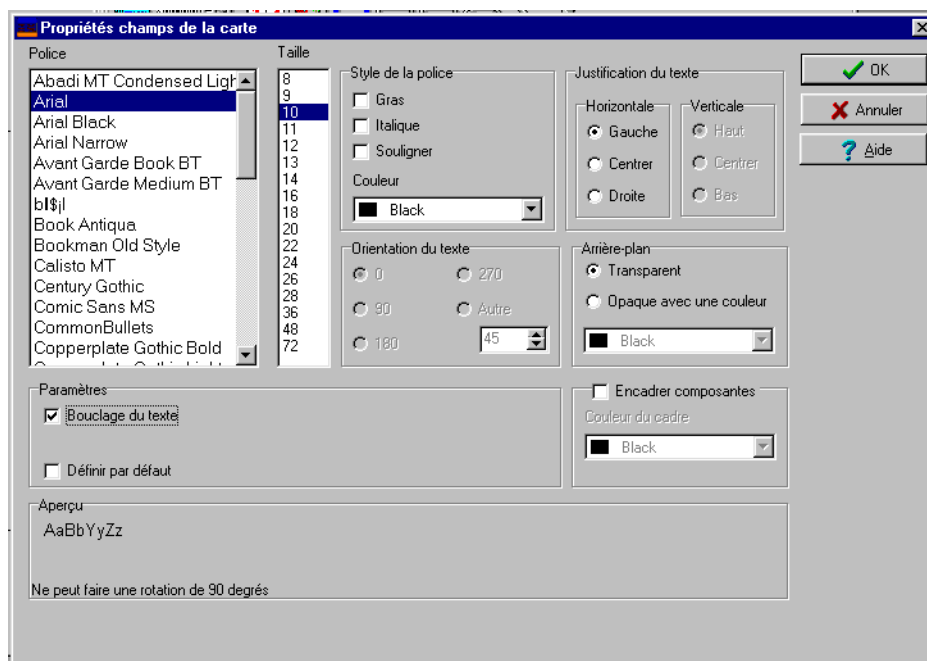 Propriétés champs de la carte
Police
Abadi MT Condensed Ligh
Arial
Arial Black
Arial Narrow
Avant Garde Book BT
Avant Garde Medium BT
bl$¡l
Book Antiqua
Bookman Old Style
Calisto MT
Century Gothic
Comic Sans MS
CommonBullets
Copperplate Gothic Bold
Taille
8
9
10
11
12
13
14
16
18
20
22
24
26
28
36
48
72
Style de la police
Gras
Italique
Souligner
Couleur
Black
Justification du texte
Horizontale
Gauche
Centrer
Droite
Verticale
Haut
Centrer
Bas
OK
Annuler
Aide
Orientation du texte
0
270
90
Autre
180
45
Arrière-plan
Transparent
Opaque avec une couleur
Black
Paramètres
Bouclage du texte
Définir par défaut
Encadrer composantes
Couleur du cadre
Black
Aperçu
AaBbYyZz
Ne peut faire une rotation de 90 degrés